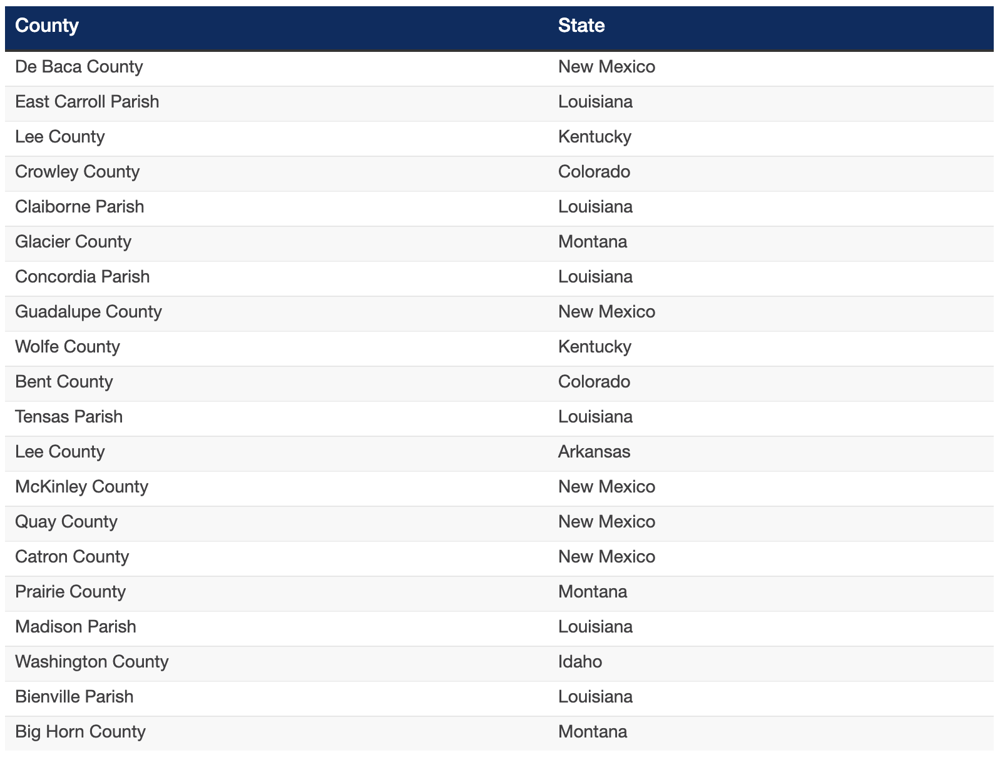 County State
De Baca County New Mexico
East Carroll Parish Louisiana
Lee County Kentucky
Crowley County Colorado
Claiborne Parish Louisiana
Glacier County Montana
Concordia Parish Louisiana
Guadalupe County New Mexico
Wolfe County Kentucky
Bent County Colorado
Tensas Parish Louisiana
Lee County Arkansas
McKinley County New Mexico
Quay County New Mexico
Catron County New Mexico
Prairie County Montana
Madison Parish Louisiana
Washington County Idaho
Bienville Parish Louisiana
Big Horn County Montana